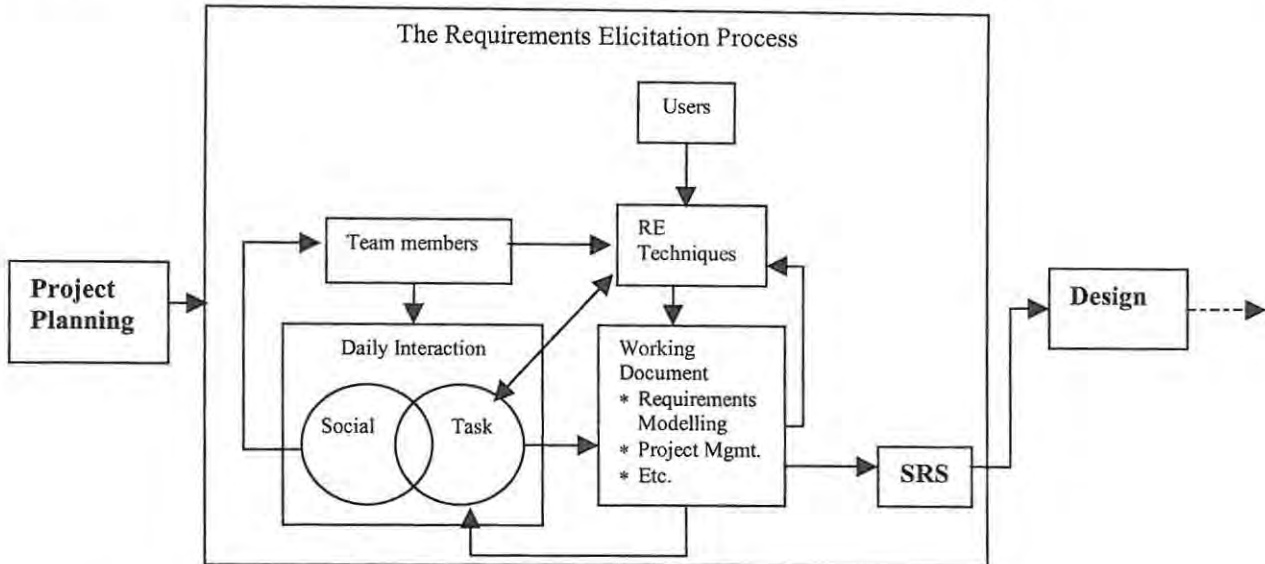 The Requirements Elicitation Process
Users
Team members
RE
Techniques
Project
Planning
Design
Daily Interaction
Social
Task
Working
Document
* Requirements
Modelling
* Project Mgmt.
* Etc.
SRS